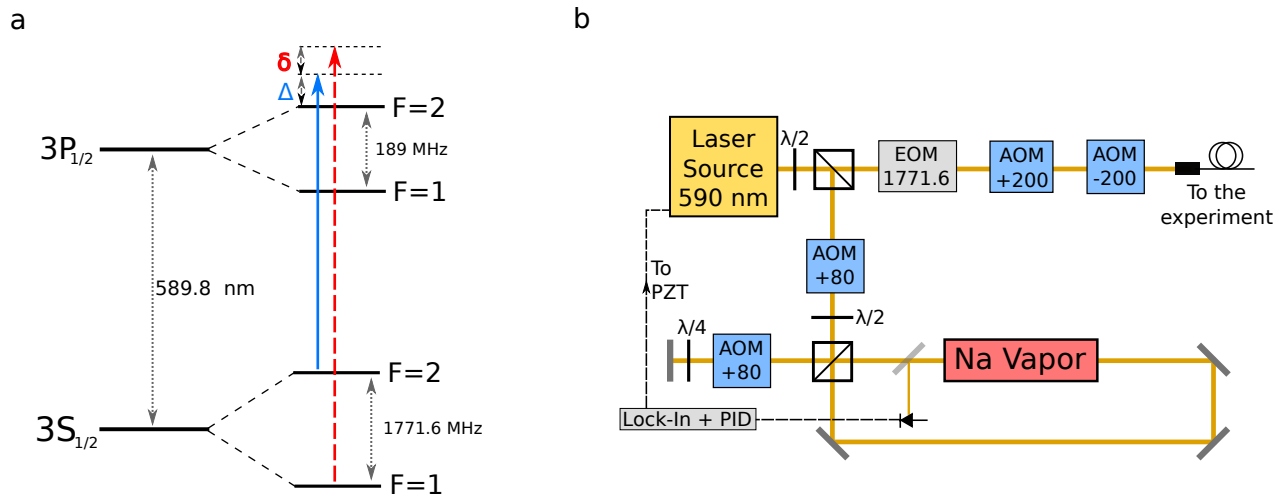 a
δ
Δ
F=2
3P1/2
189 MHz
F=1
589.8 nm
F=2
3S1/2
1771.6 MHz
F=1
b
Laser
Source
590 nm
λ/2
EOM
1771.6
AOM
+200
AOM
-200
To the
experiment
AOM
+80
To
PZT
λ/2
λ/4
AOM
+80
Na Vapor
Lock-In + PID